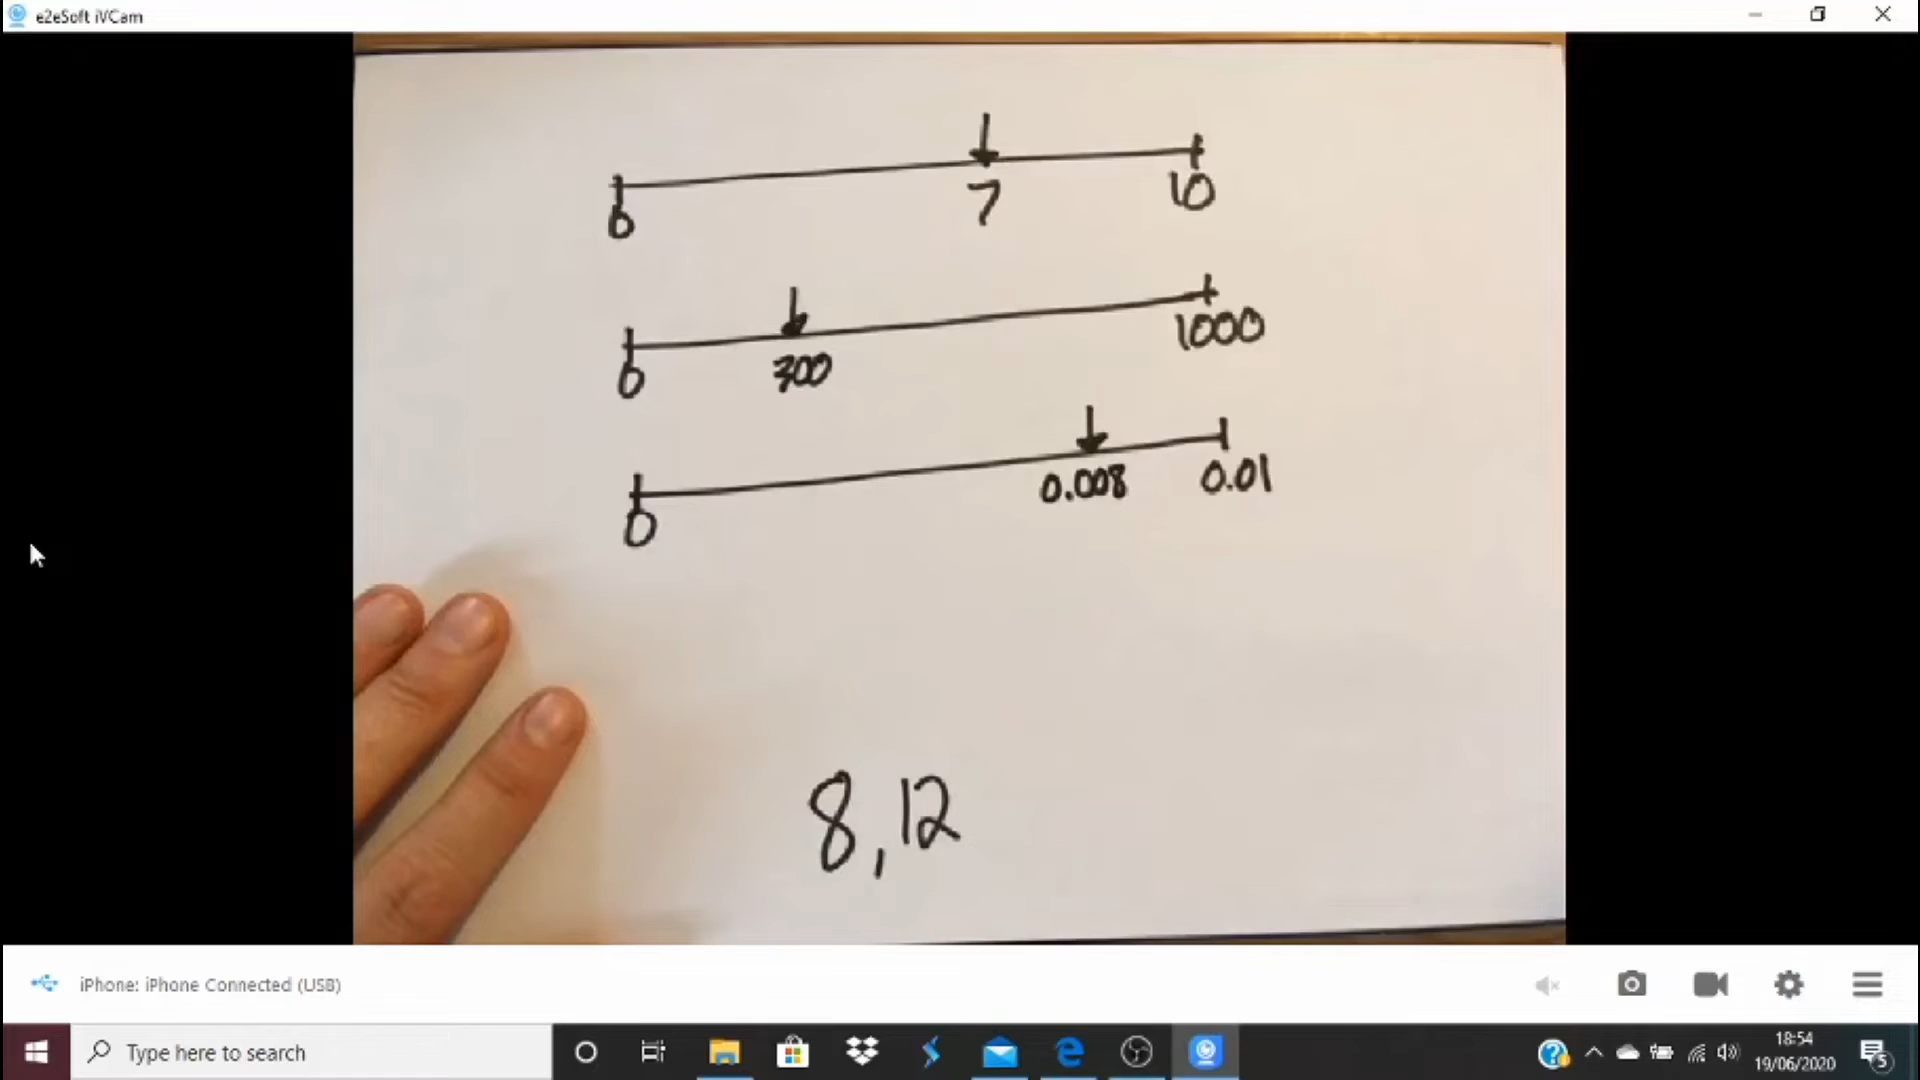 e2eSoft iVCam
0 7 10
0 300 1000
0 0.008 0.01
8,12
iPhone: iPhone Connected (USB)
Type here to search
18:54
19/06/2020
5